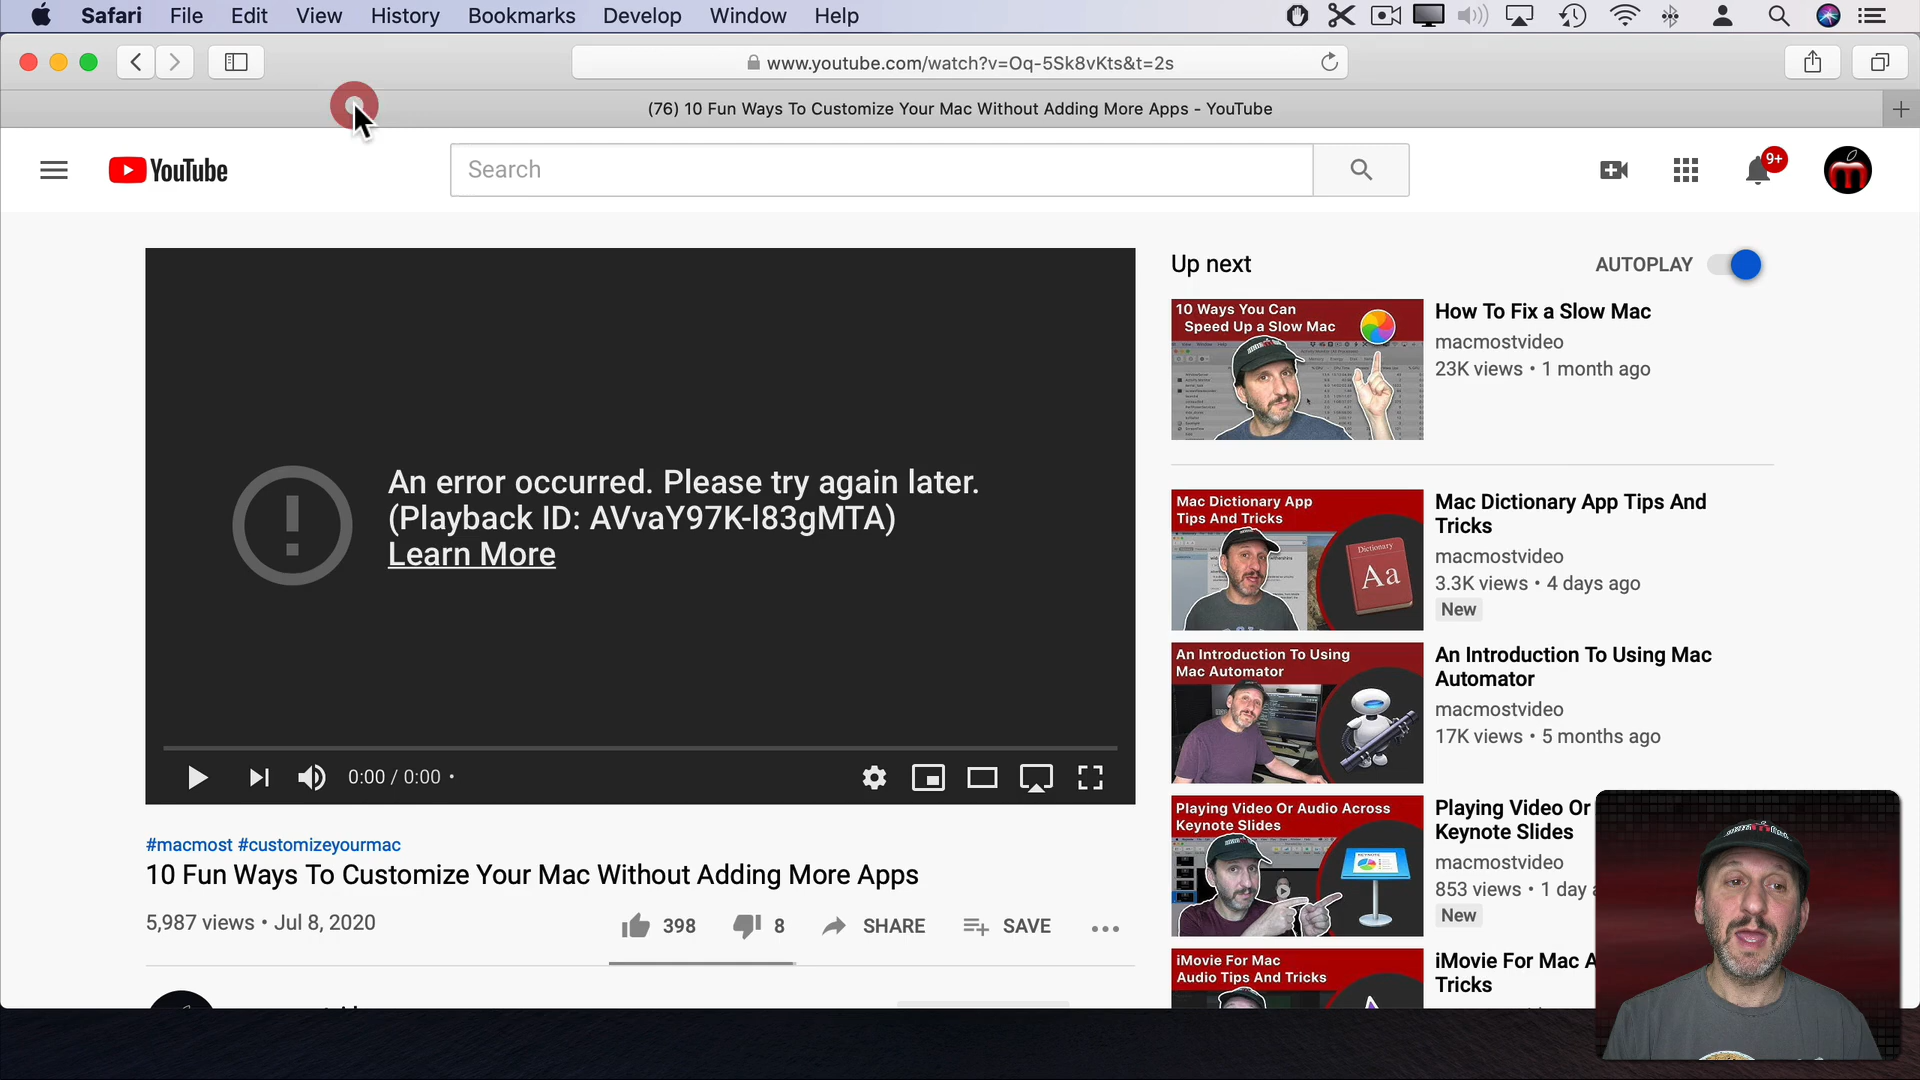 Safari File Edit View History Bookmarks Develop Window Help
www.youtube.com/watch?v=Oq-5Sk8vKts&t=2s
(76) 10 Fun Ways To Customize Your Mac Without Adding More Apps - YouTube
YouTube
Search
9+
An error occurred. Please try again later.
(Playback ID: AVvaY97K-l83gMTA)
Learn More
0:00 / 0:00
#macmost #customizeyourmac
10 Fun Ways To Customize Your Mac Without Adding More Apps
5,987 views • Jul 8, 2020
398
8
SHARE
SAVE
Up next
AUTOPLAY
10 Ways You Can
Speed Up a Slow Mac
How To Fix a Slow Mac
macmostvideo
23K views • 1 month ago
Mac Dictionary App
Tips And Tricks
Dictionary
Aa
Mac Dictionary App Tips And
Tricks
macmostvideo
3.3K views • 4 days ago
New
An Introduction To Using
Mac Automator
An Introduction To Using Mac
Automator
macmostvideo
17K views • 5 months ago
Playing Video Or Audio Across
Keynote Slides
Playing Video Or
Keynote Slides
macmostvideo
853 views • 1 day
New
iMovie For Mac
Audio Tips And Tricks
iMovie For Mac A
Tricks